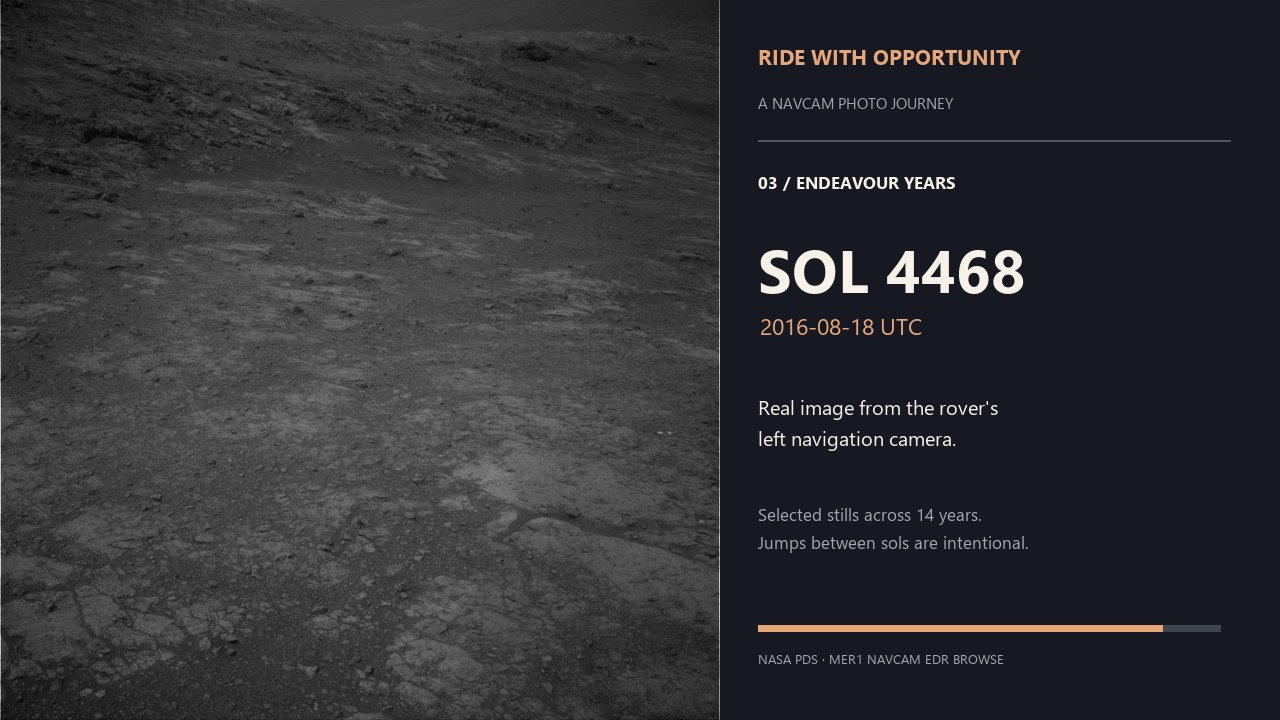 RIDE WITH OPPORTUNITY
A NAVCAM PHOTO JOURNEY
03 / ENDEAVOUR YEARS
SOL 4468
2016-08-18 UTC
Real image from the rover's
left navigation camera.
Selected stills across 14 years.
Jumps between sols are intentional.
NASA PDS · MER1 NAVCAM EDR BROWSE